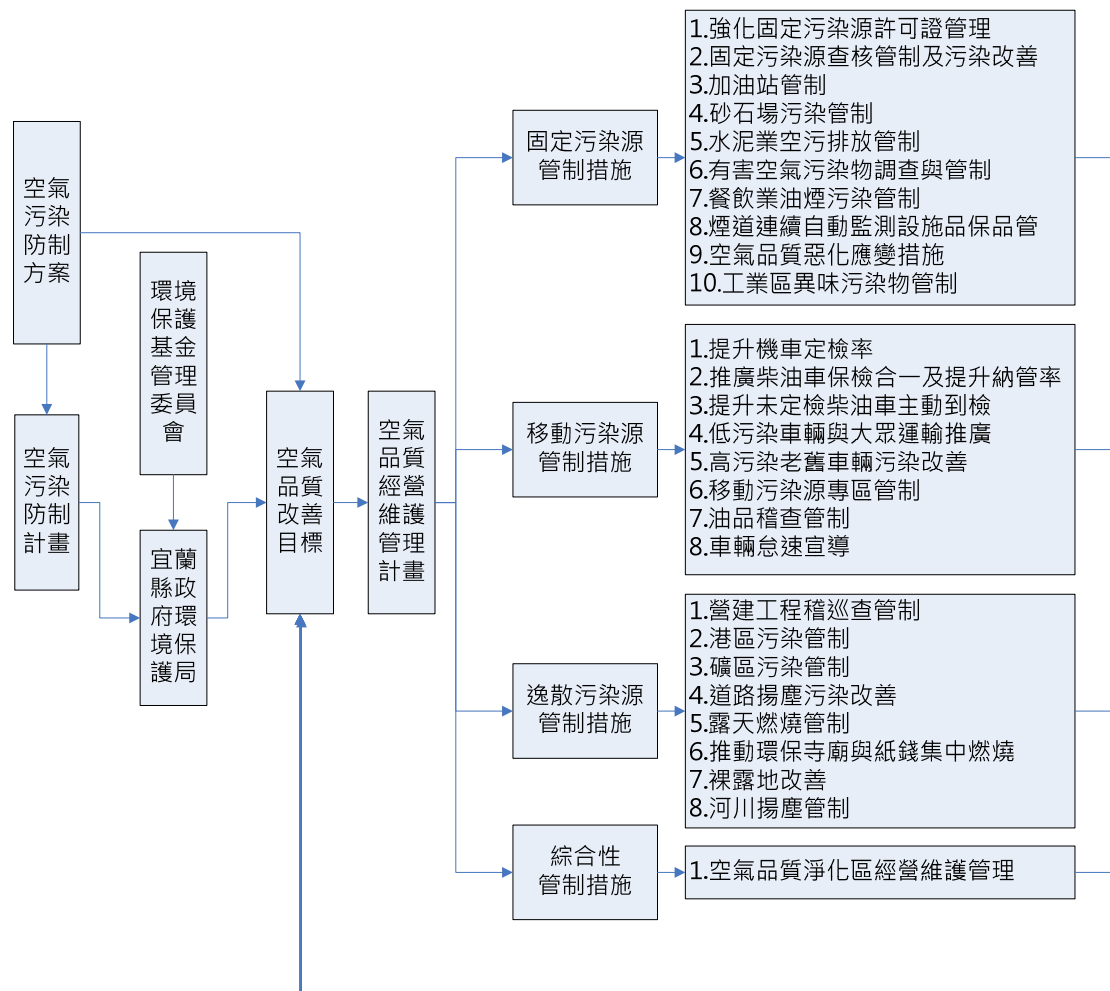 空氣
污染
防制
方案
空氣
污染
防制
計畫
環境
保護
基金
管理
委員
會
宜蘭
縣政
府環
境保
護局
空氣
品質
改善
目標
空氣
品質
經營
維護
管理
計畫
固定污染源
管制措施
1.強化固定污染源許可證管理
2.固定污染源查核管制及污染改善
3.加油站管制
4.砂石場污染管制
5.水泥業空污排放管制
6.有害空氣污染物調查與管制
7.餐飲業油煙污染管制
8.煙道連續自動監測設施品保品管
9.空氣品質惡化應變措施
10.工業區異味污染物管制
移動污染源
管制措施
1.提升機車定檢率
2.推廣柴油車保檢合一及提升納管率
3.提升未定檢柴油車主動到檢
4.低污染車輛與大眾運輸推廣
5.高污染老舊車輛污染改善
6.移動污染源專區管制
7.油品稽查管制
8.車輛怠速宣導
逸散污染源
管制措施
1.營建工程稽巡查管制
2.港區污染管制
3.礦區污染管制
4.道路揚塵污染改善
5.露天燃燒管制
6.推動環保寺廟與紙錢集中燃燒
7.裸露地改善
8.河川揚塵管制
綜合性
管制措施
1.空氣品質淨化區經營維護管理